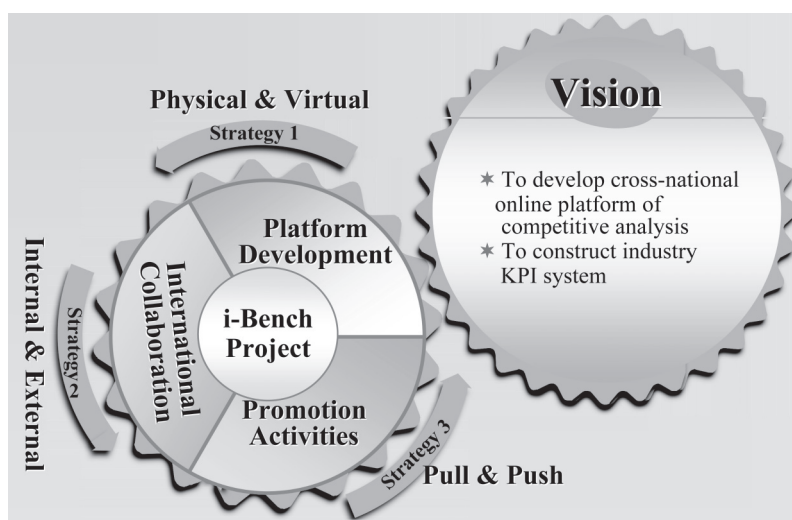 Physical & Virtual
Strategy 1
Platform
Development
International
Collaboration
i-Bench
Project
Promotion
Activities
Internal & External
Strategy2
Strategy 3
Pull & Push
Vision
✶ To develop cross-national
online platform of
competitive analysis
✶ To construct industry
KPI system